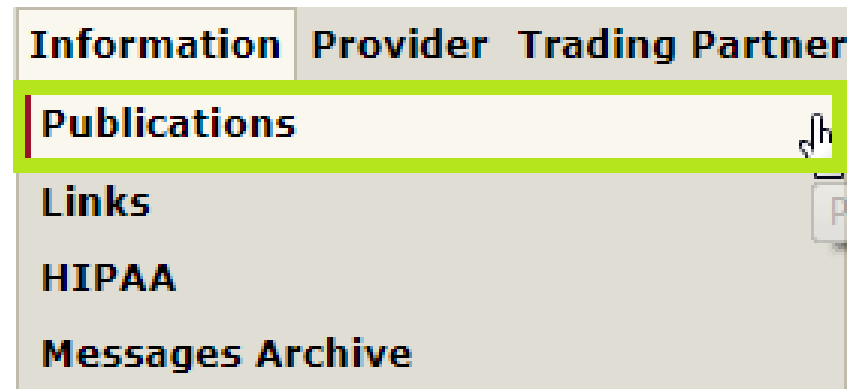 Information Provider Trading Partner
Publications
Links
P
HIPAA
Messages Archive